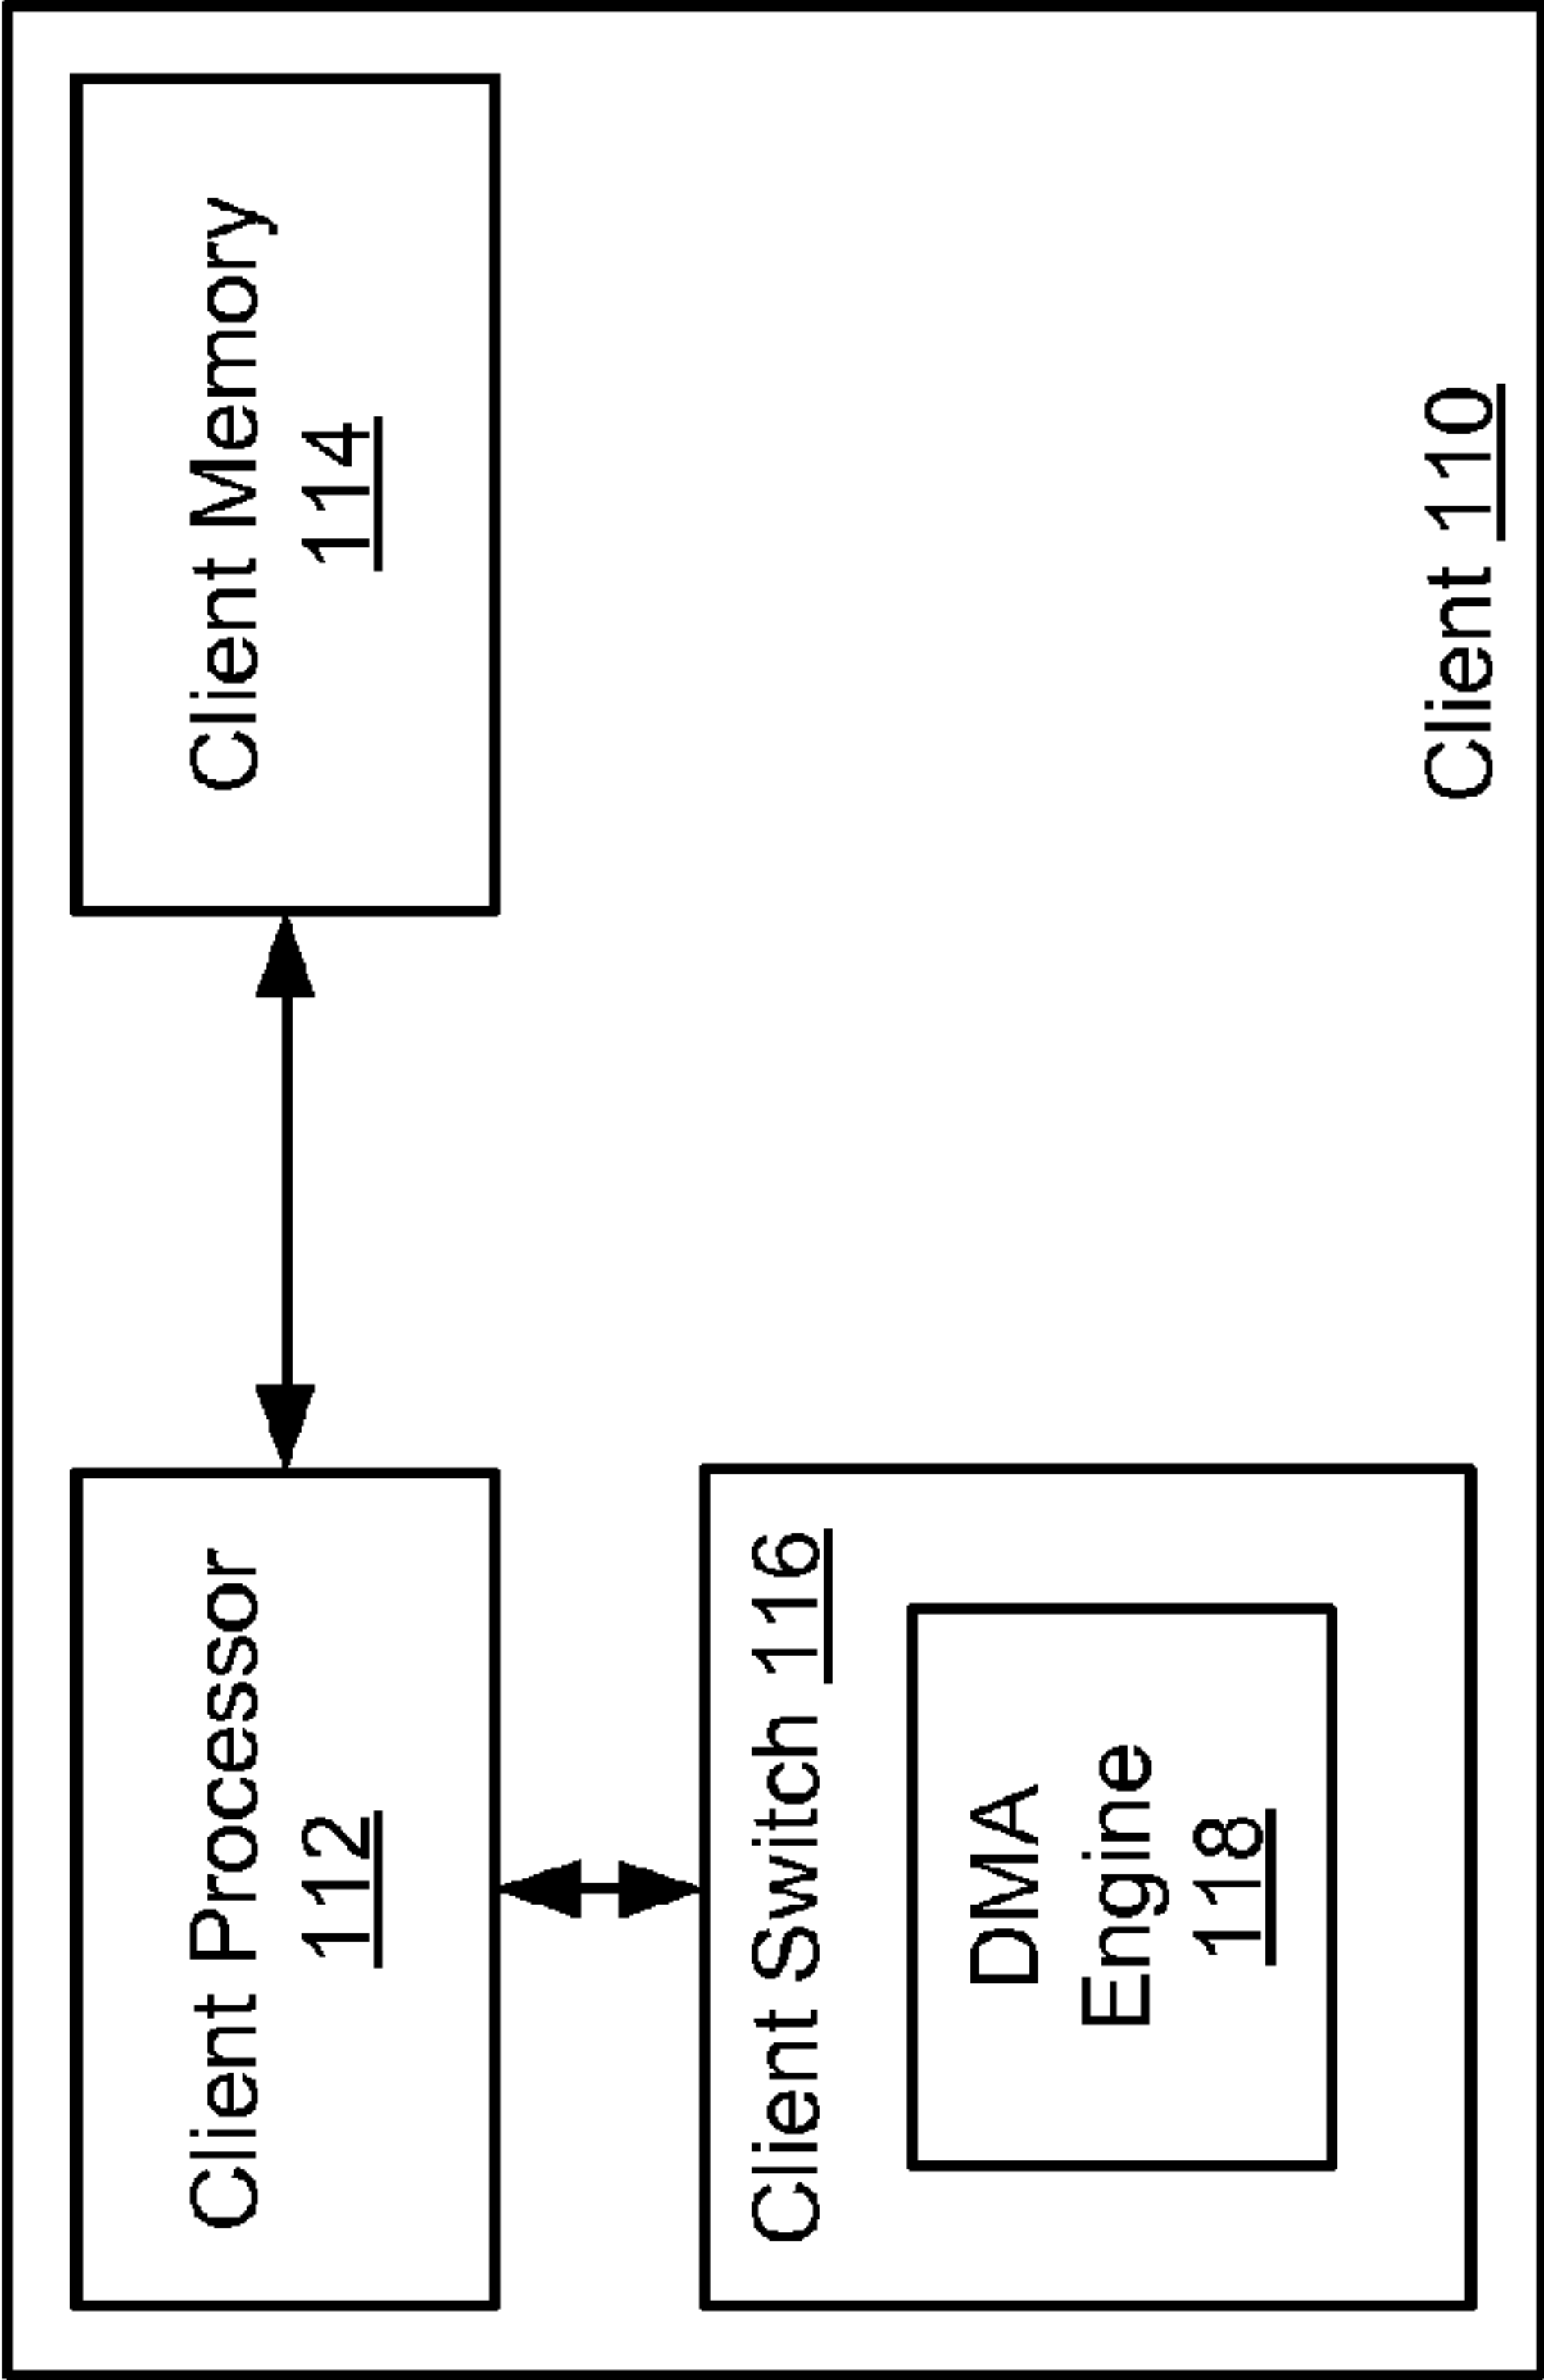 Client Processor
112
Client Memory
114
Client Switch 116
DMA
Engine
118
Client 110